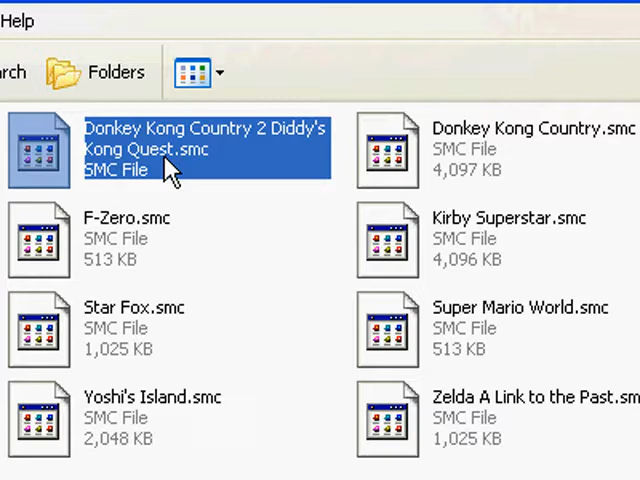 Help
rch
Folders
Donkey Kong Country 2 Diddy's
Kong Quest.smc
SMC File
Donkey Kong Country.smc
SMC File
4,097 KB
F-Zero.smc
SMC File
513 KB
Kirby Superstar.smc
SMC File
4,096 KB
Star Fox.smc
SMC File
1,025 KB
Super Mario World.smc
SMC File
513 KB
Yoshi's Island.smc
SMC File
2,048 KB
Zelda A Link to the Past.sm
SMC File
1,025 KB